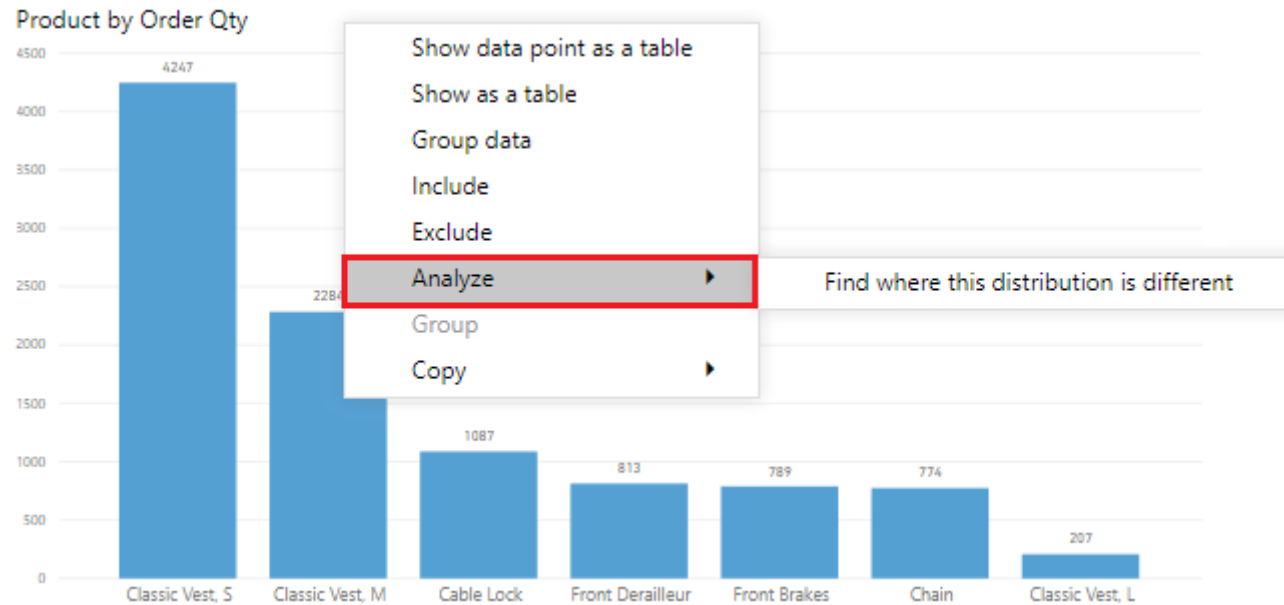 Product by Order Qty
4500
4000
3500
3000
2500
2000
1500
1000
500
0
4247
2284
1087
813
789
774
207
Classic Vest, S
Classic Vest, M
Cable Lock
Front Derailleur
Front Brakes
Chain
Classic Vest, L
Show data point as a table
Show as a table
Group data
Include
Exclude
Analyze
Group
Copy
Find where this distribution is different